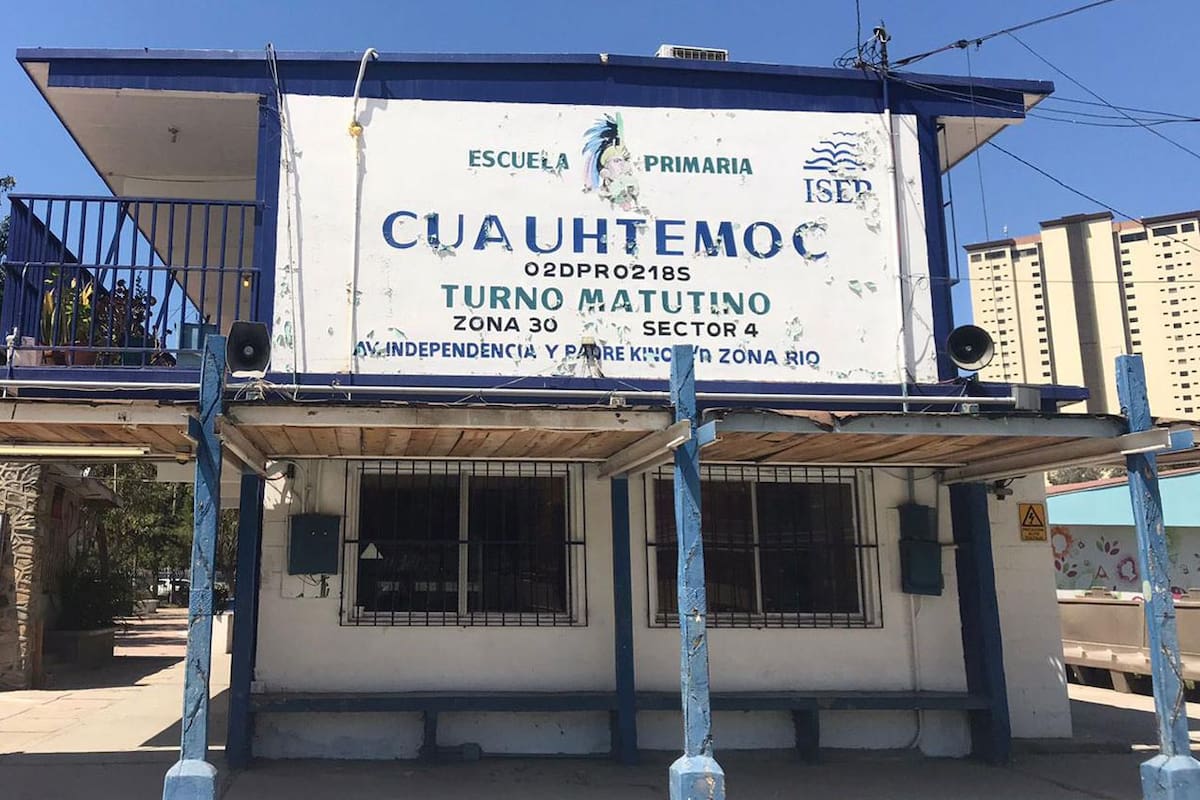 ESCUELA PRIMARIA
ISEP
CUAUHTEMOC
02DPR0218S
TURNO MATUTINO
ZONA 30 SECTOR 4
AV. INDEPENDENCIA Y PADRE KINO ZONA RIO